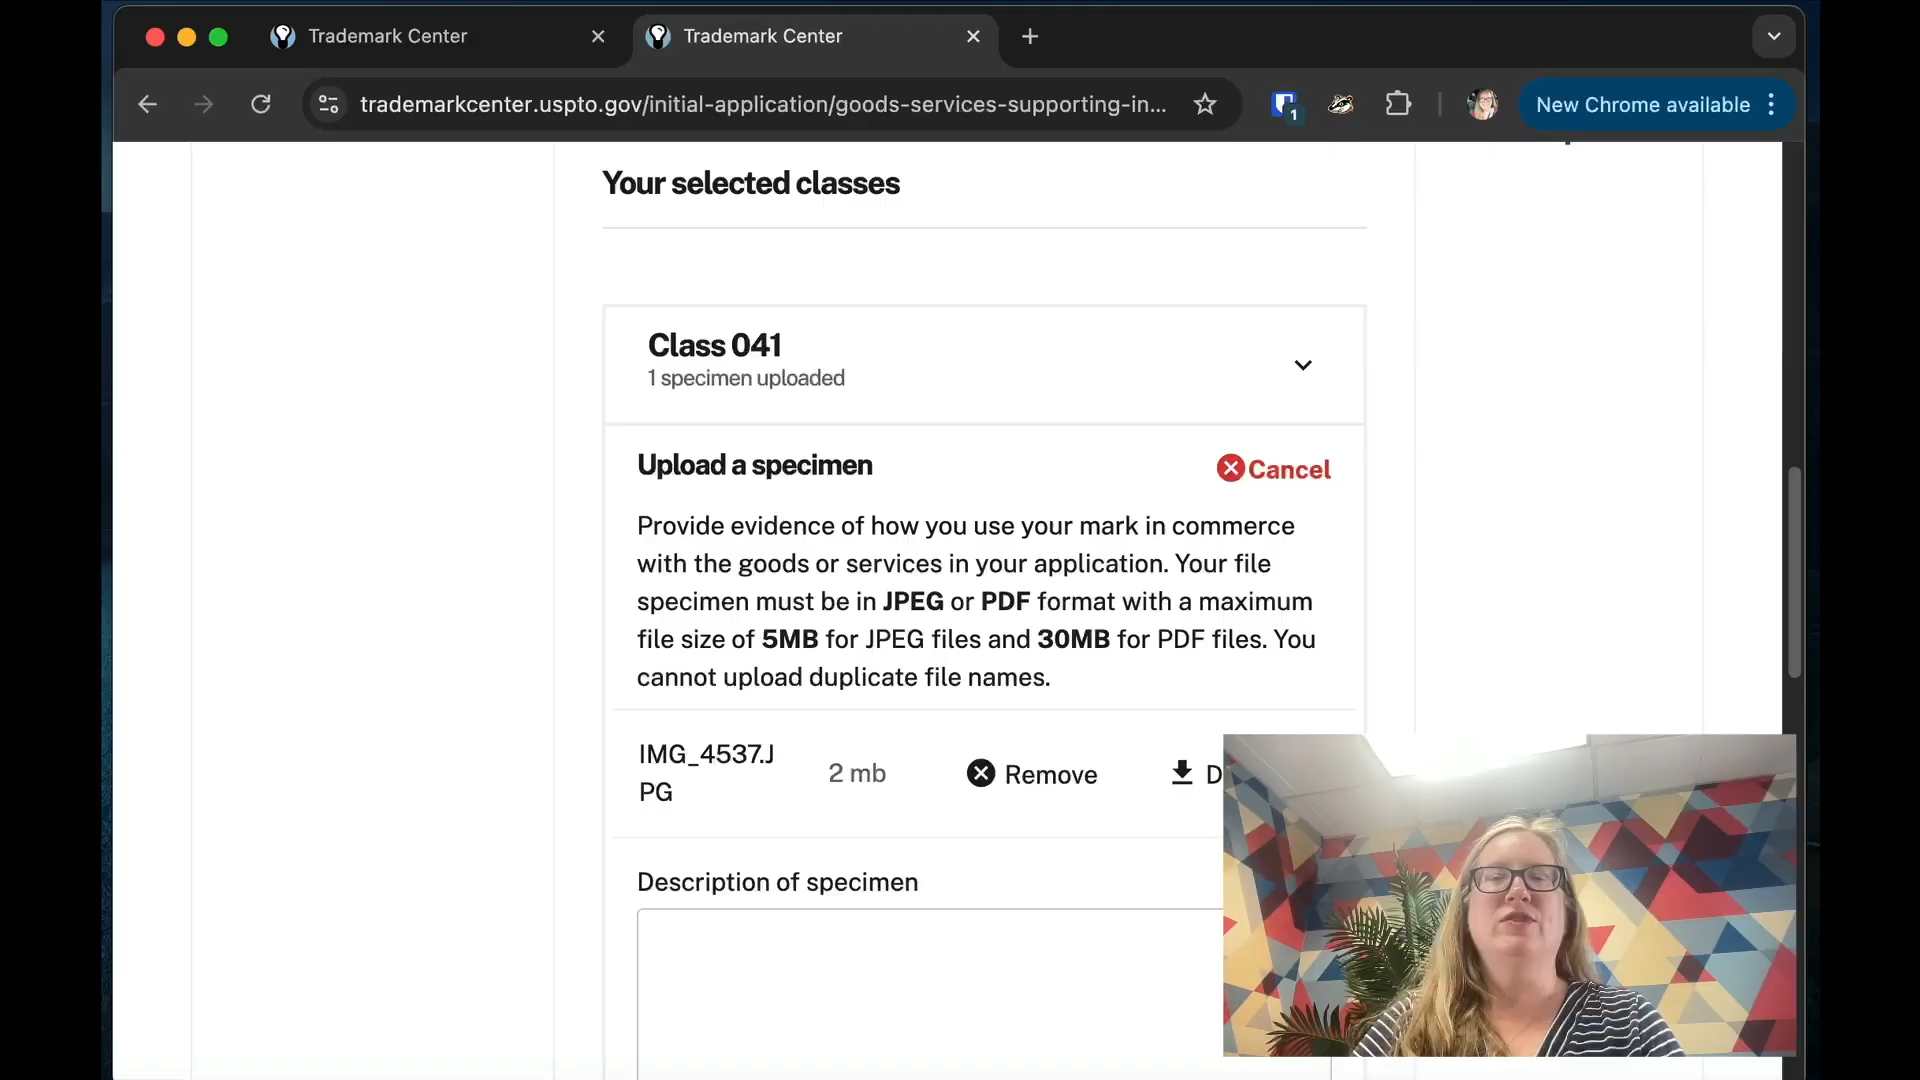 Trademark Center
Trademark Center
trademarkcenter.uspto.gov/initial-application/goods-services-supporting-in...
1
New Chrome available
Your selected classes
Class 041
1 specimen uploaded
Upload a specimen
Cancel
Provide evidence of how you use your mark in commerce
with the goods or services in your application. Your file
specimen must be in JPEG or PDF format with a maximum
file size of 5MB for JPEG files and 30MB for PDF files. You
cannot upload duplicate file names.
IMG_4537.J
PG
2 mb
Remove
D
Description of specimen